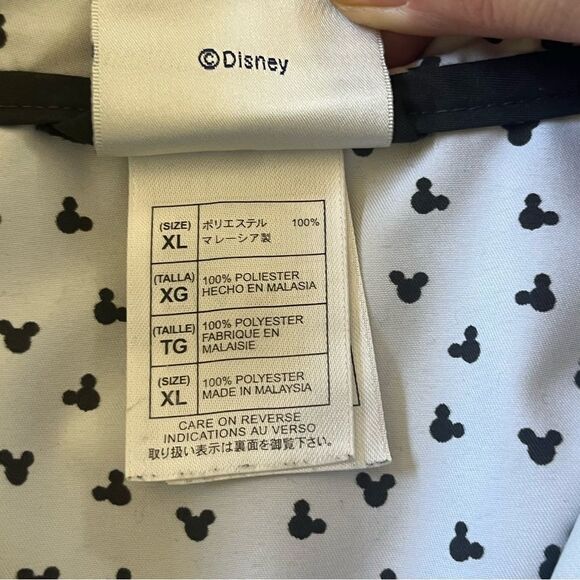 ©Disney
(SIZE) XL
ポリエステル 100%
マレーシア製
(TALLA) XG
100% POLIESTER
HECHO EN MALASIA
(TAILLE) TG
100% POLYESTER
FABRIQUE EN
MALAISIE
(SIZE) XL
100% POLYESTER
MADE IN MALAYSIA
CARE ON REVERSE
INDICATIONS AU VERSO
取り扱い表示は裏面を御覧下さい。